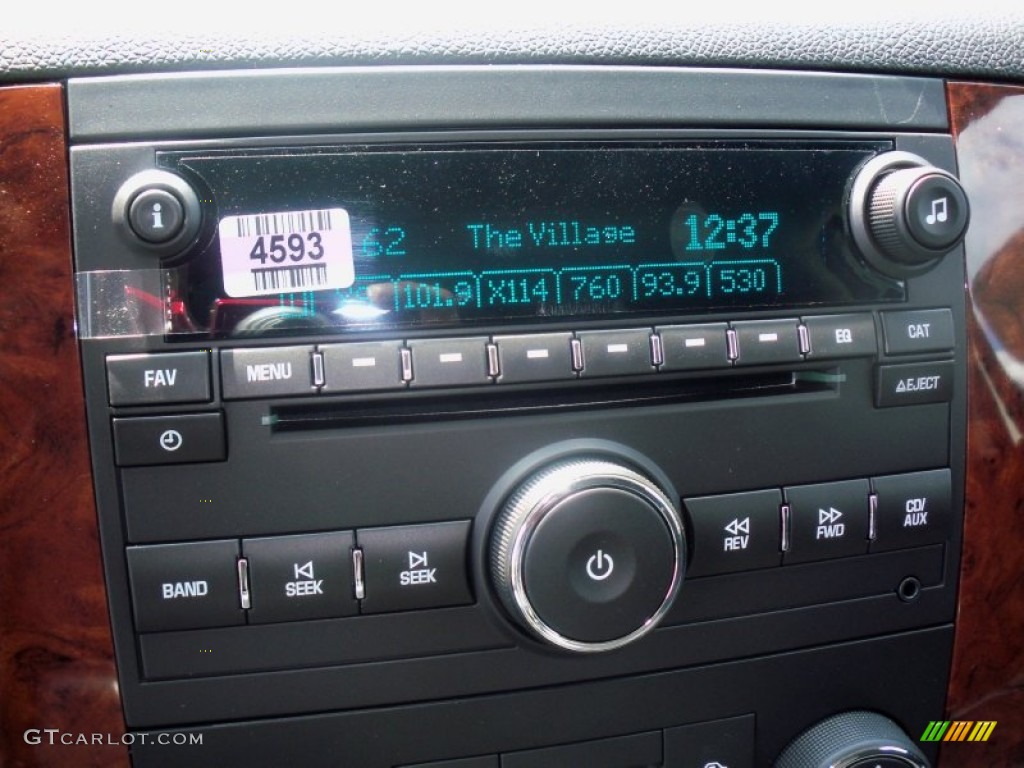 i
4593
62 The Village 12:37
101.9 X114 760 93.9 530
FAV MENU EQ CAT
EJECT
BAND SEEK SEEK REV FWD CD/
AUX
GTCARLOT.COM